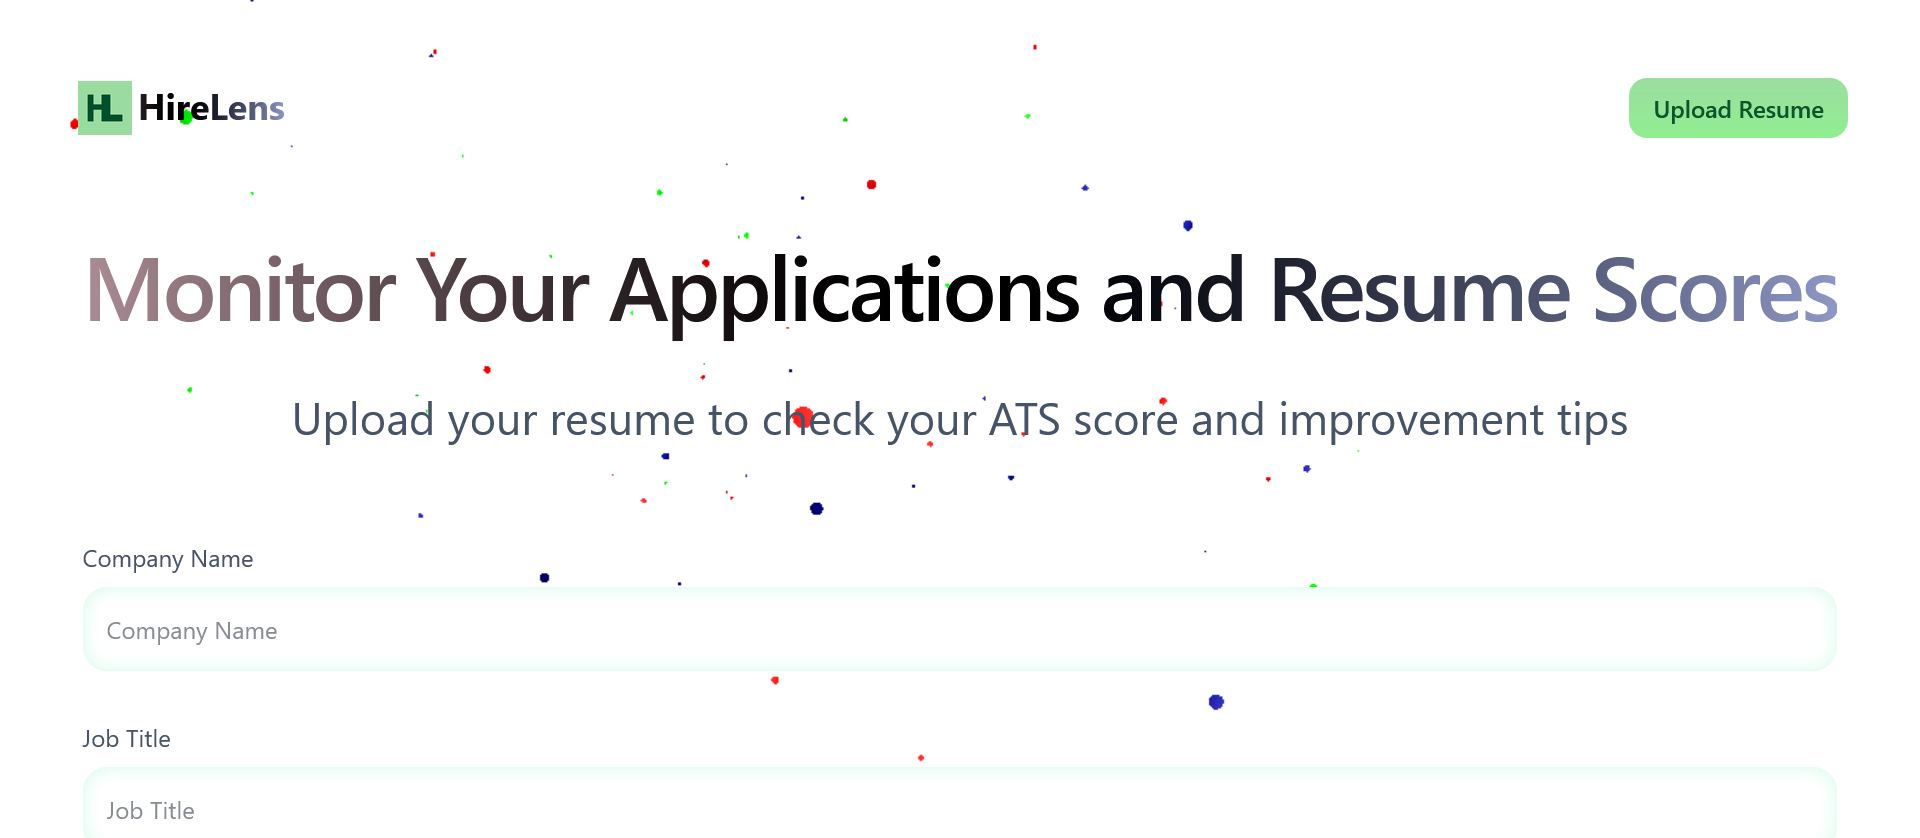 HL HireLens
Upload Resume
Monitor Your Applications and Resume Scores
Upload your resume to check your ATS score and improvement tips
Company Name
Company Name
Job Title
Job Title